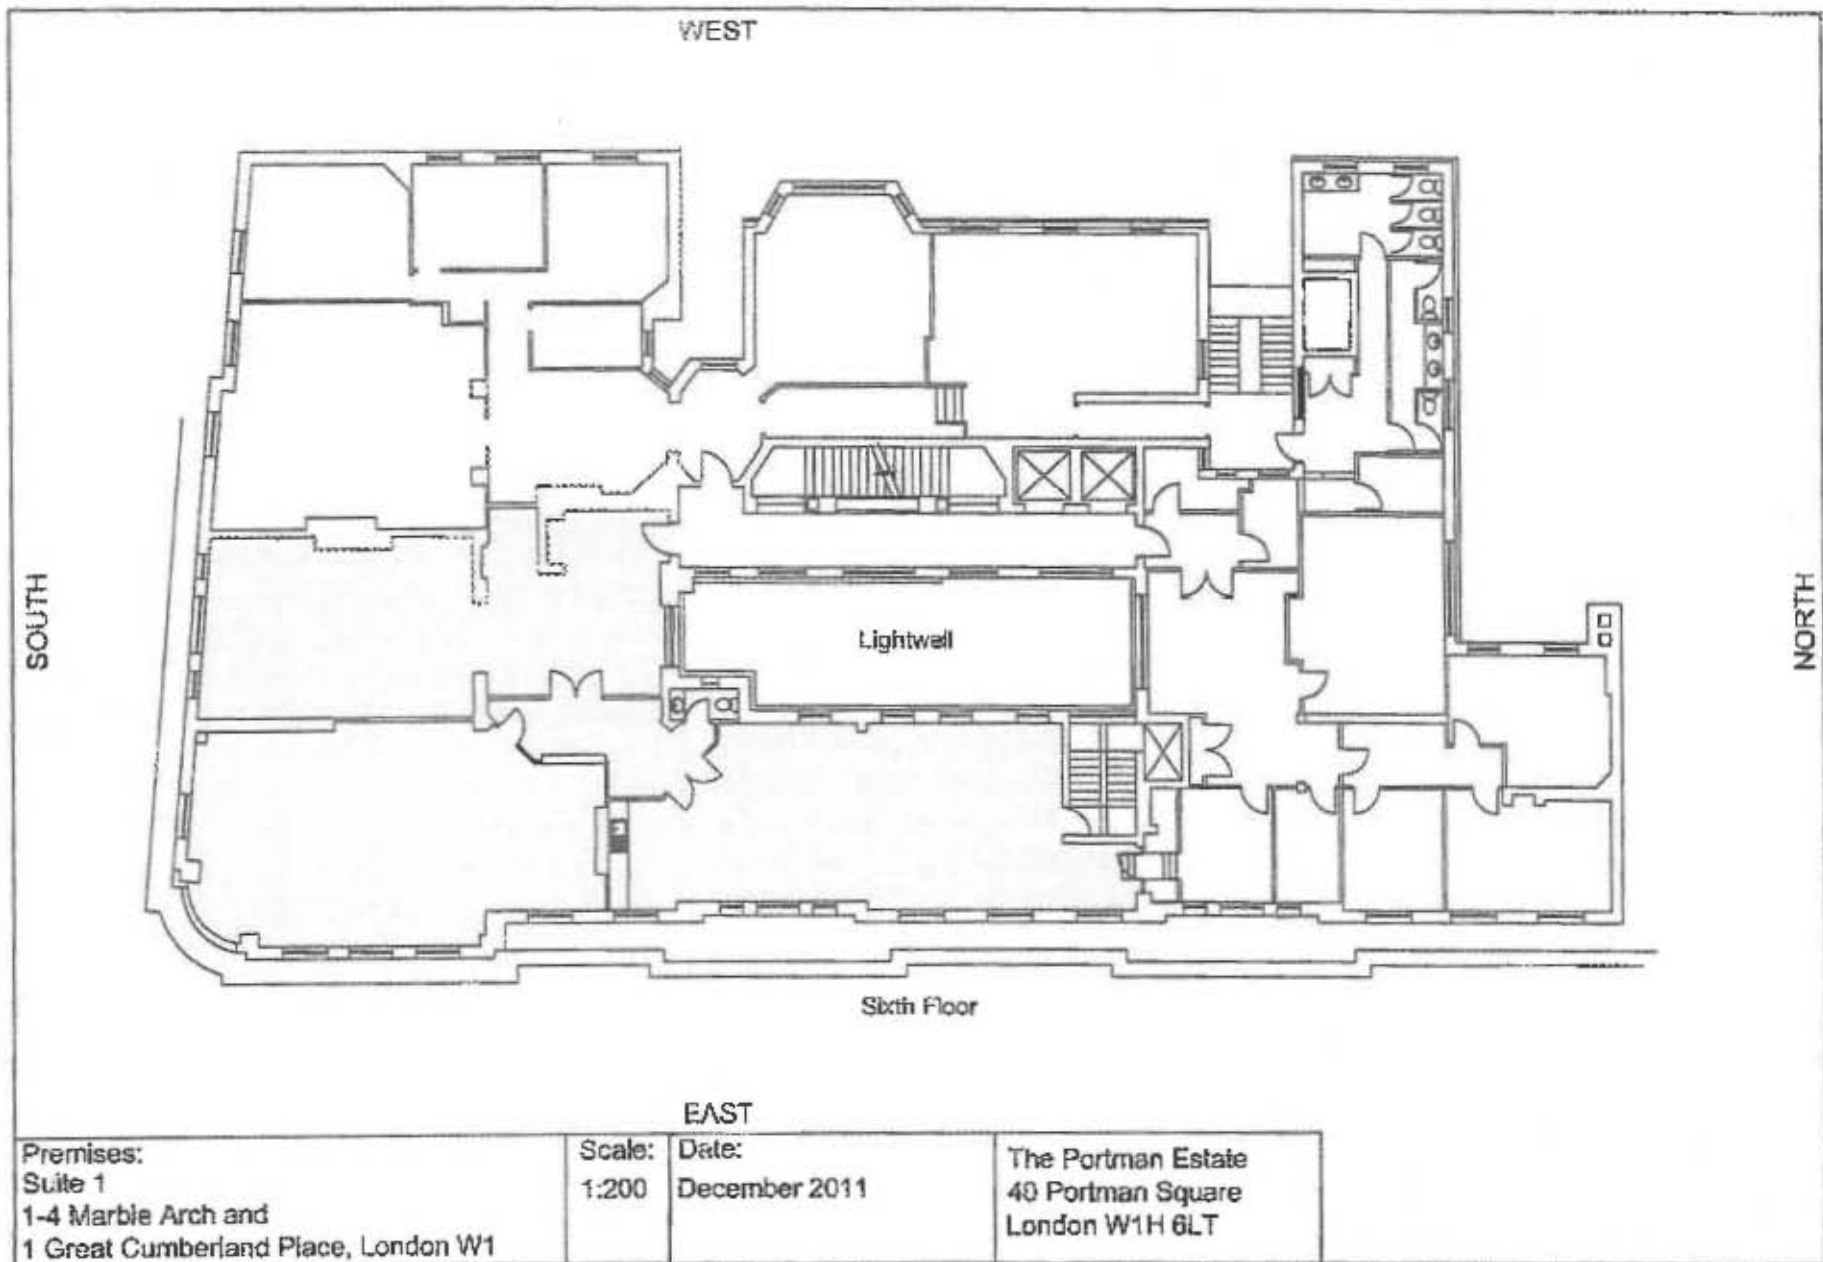 WEST
SOUTH
Lightwell
NORTH
Sixth Floor
EAST
Premises:
Suite 1
1-4 Marble Arch and
1 Great Cumberland Place, London W1
Scale:
1:200
Date:
December 2011
The Portman Estate
40 Portman Square
London W1H 6LT